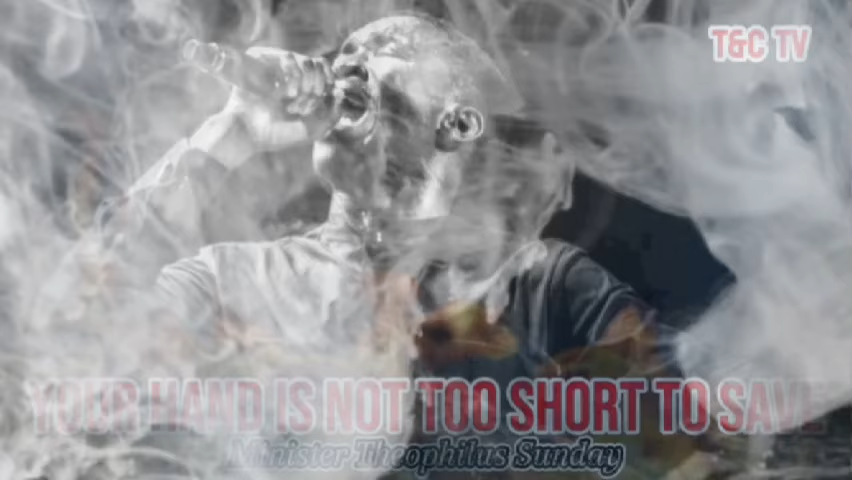 T&C TV
YOUR HAND IS NOT TOO SHORT TO SAVE
Minister Theophilus Sunday